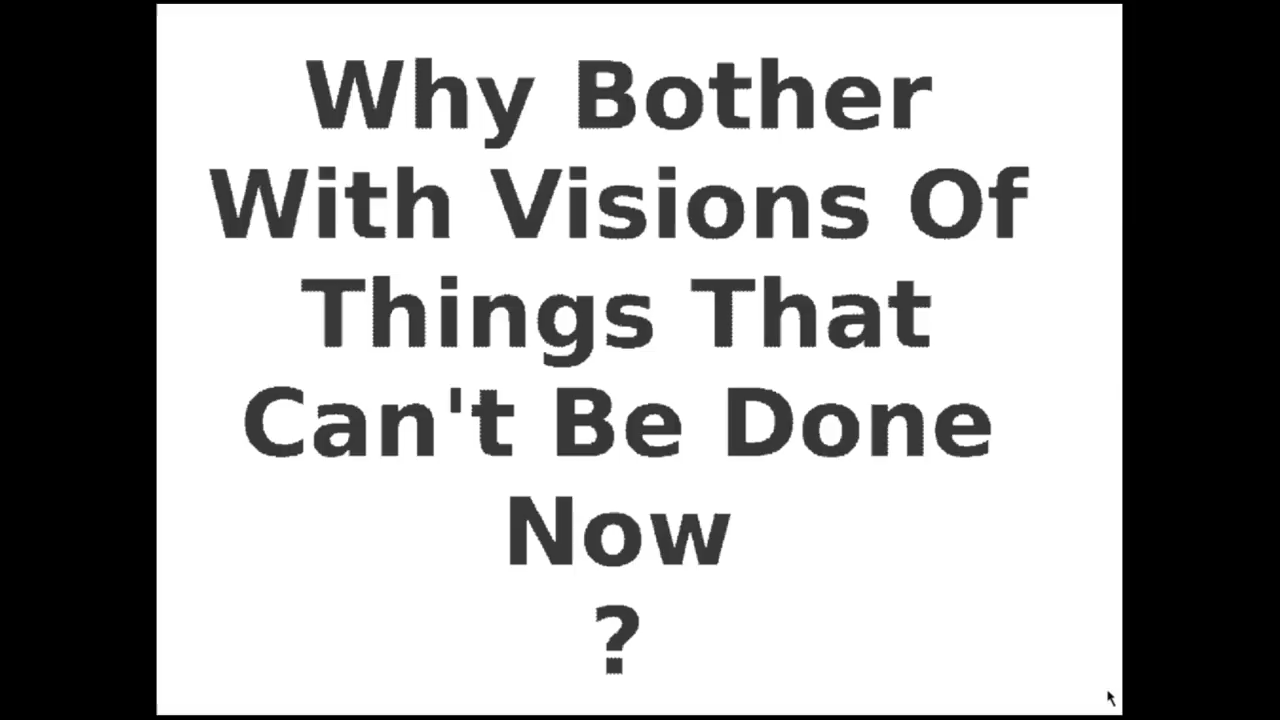 Why Bother
With Visions Of
Things That
Can't Be Done
Now
?